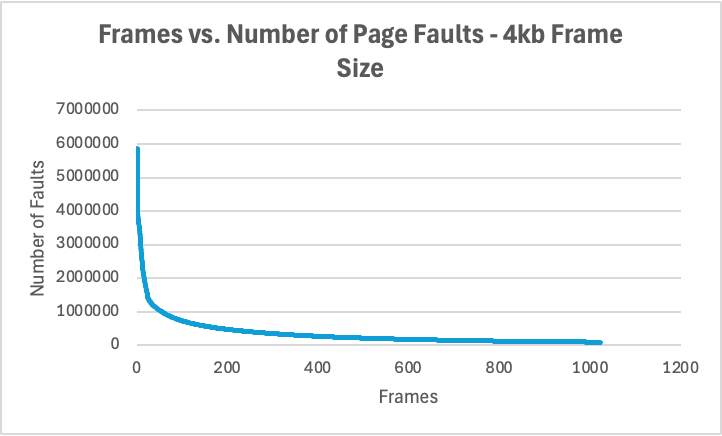 Frames vs. Number of Page Faults - 4kb Frame
Size
7000000
6000000
5000000
4000000
3000000
2000000
1000000
0
Number of Faults
0 200 400 600 800 1000 1200
Frames